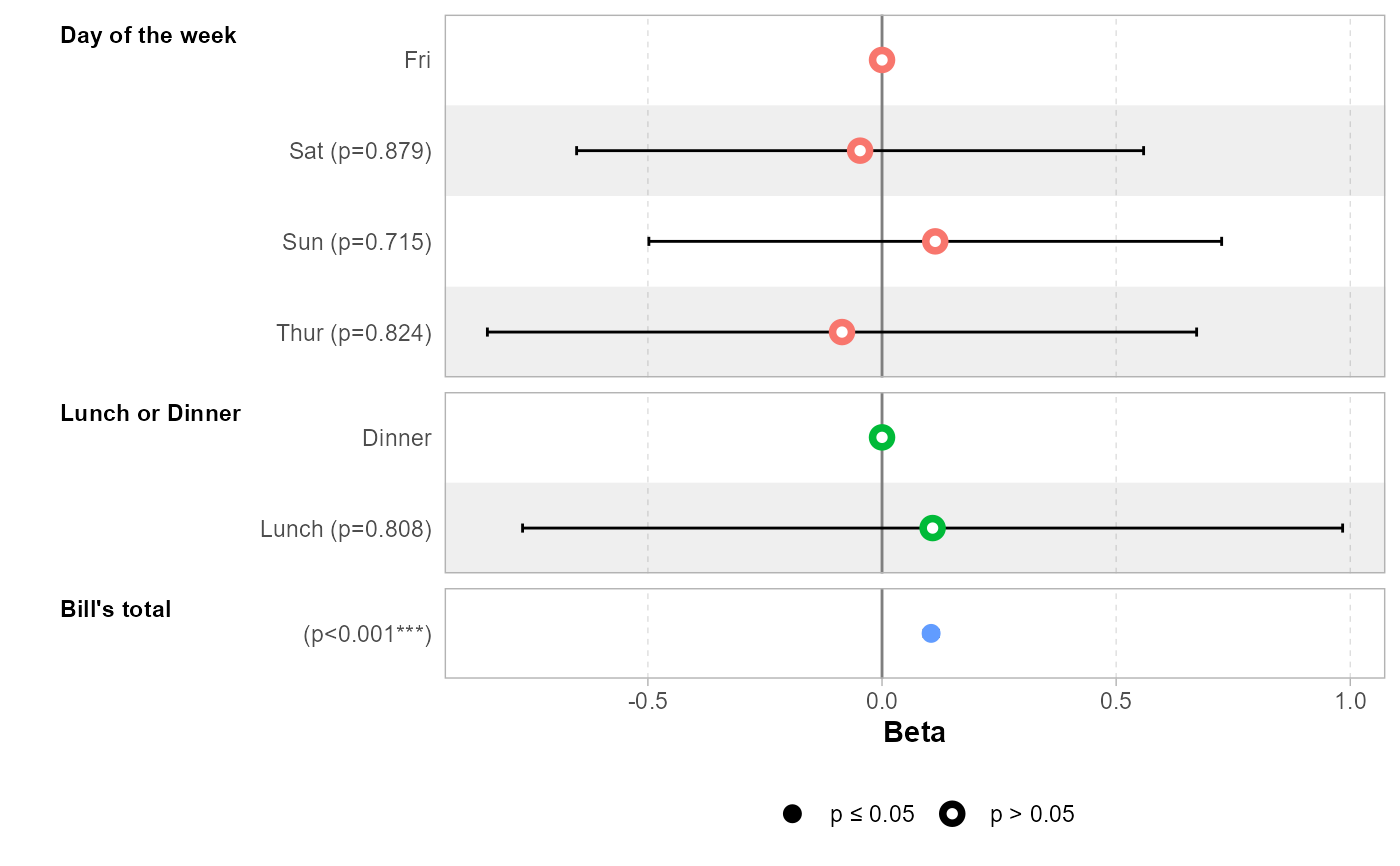 Day of the week
Fri
Sat (p=0.879)
Sun (p=0.715)
Thur (p=0.824)
Lunch or Dinner
Dinner
Lunch (p=0.808)
Bill's total
(p<0.001***)
-0.5 0.0 0.5 1.0
Beta
p ≤ 0.05 p > 0.05